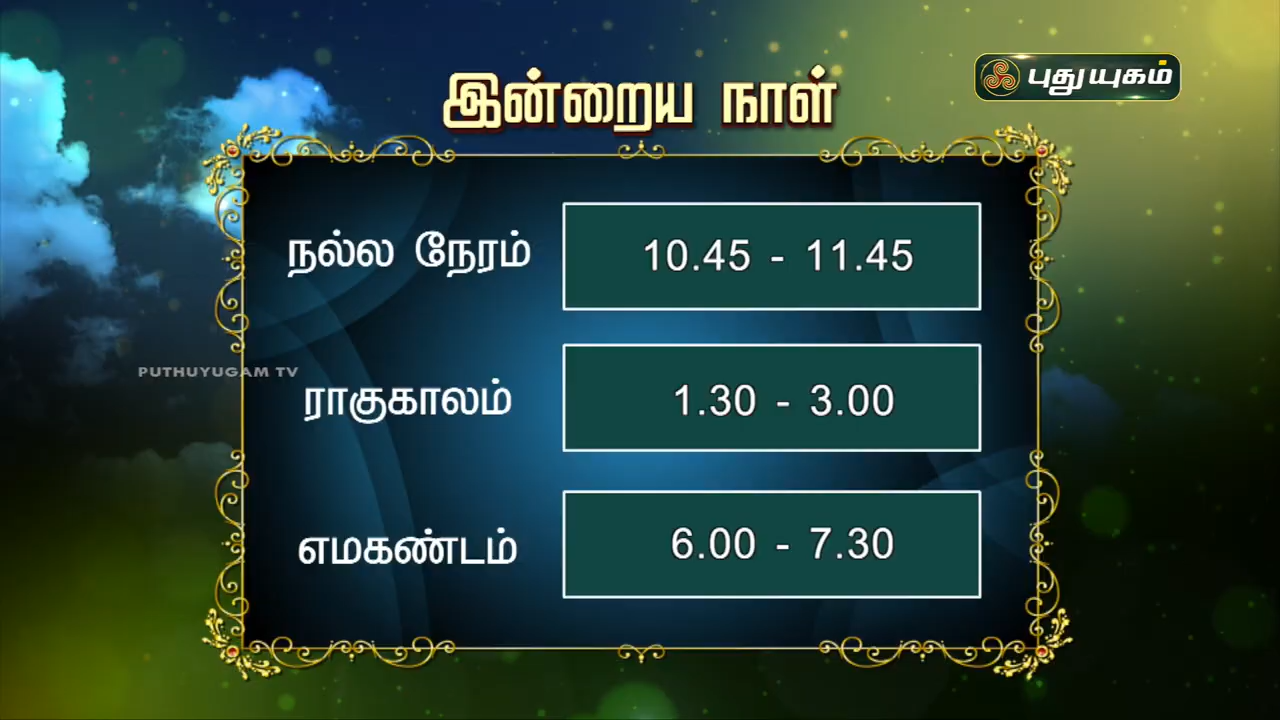 இன்றைய நாள்
புதுயுகம்
நல்ல நேரம்
10.45 - 11.45
PUTHUYUGAM TV
ராகுகாலம்
1.30 - 3.00
எமகண்டம்
6.00 - 7.30